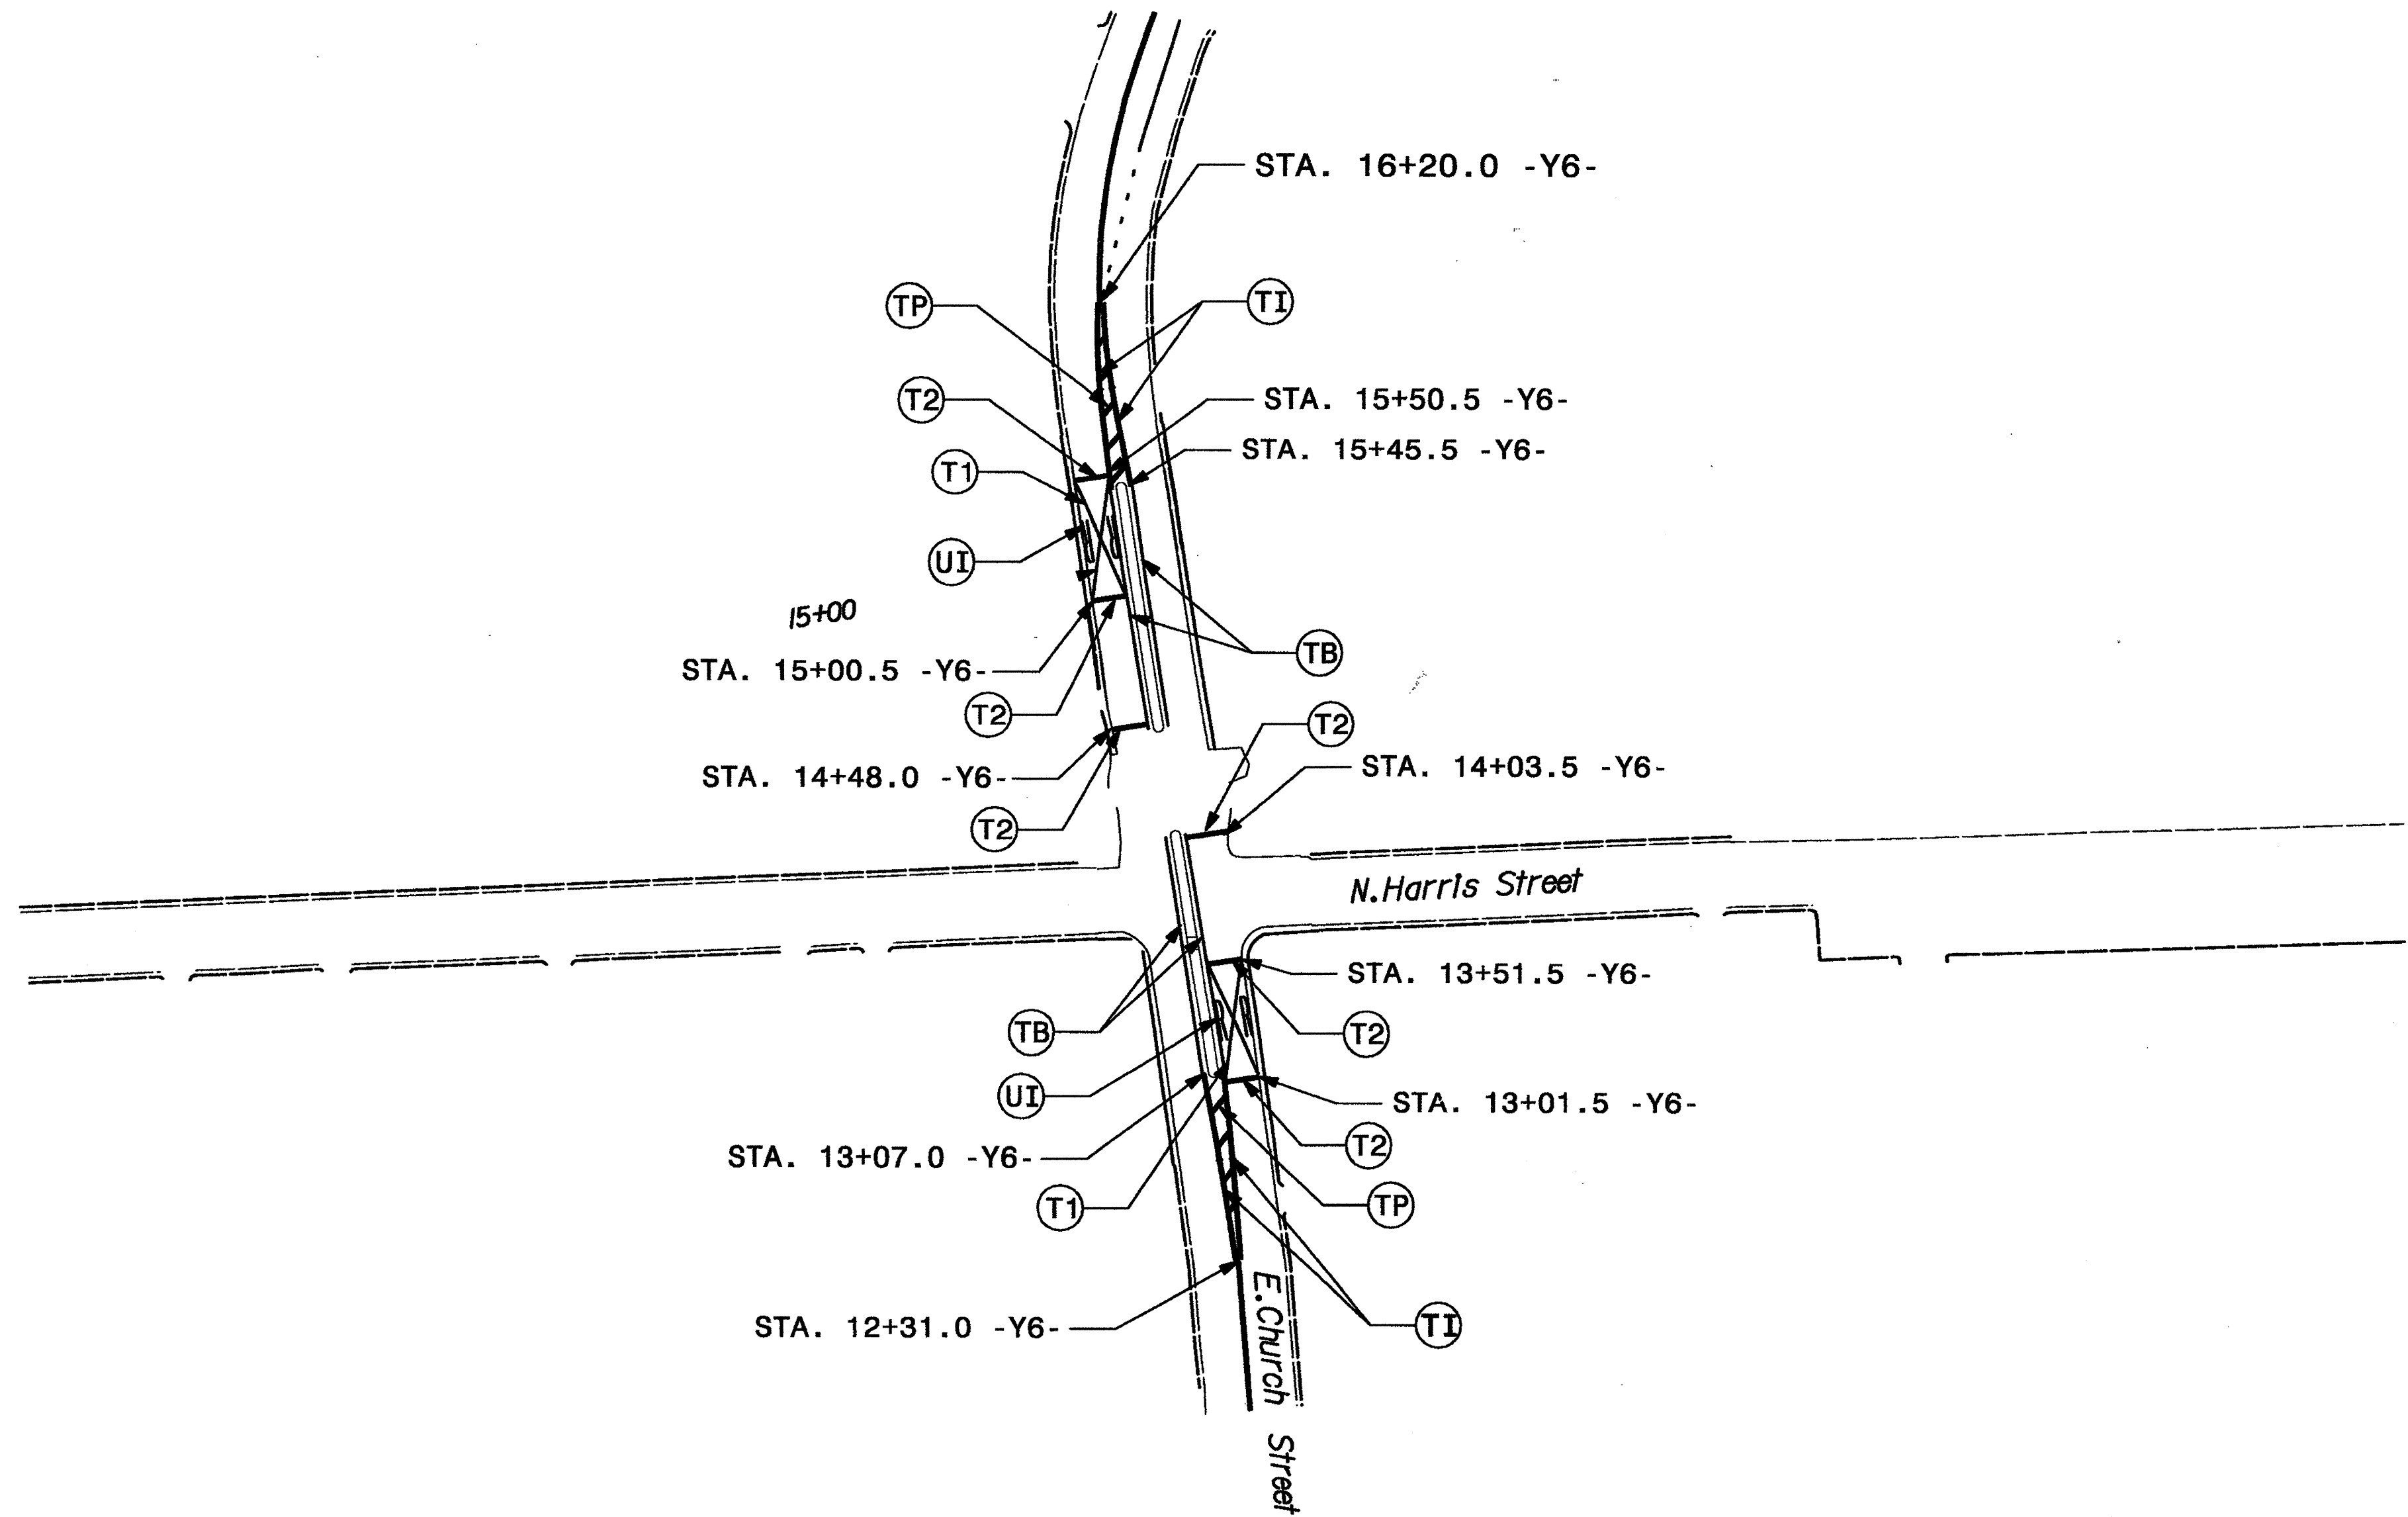 STA. 16+20.0 -Y6-
TP
TI
T2
STA. 15+50.5 -Y6-
STA. 15+45.5 -Y6-
T1
UI
15+00
TB
STA. 15+00.5 -Y6-
T2
T2
STA. 14+03.5 -Y6-
STA. 14+48.0 -Y6-
T2
N.Harris Street
STA. 13+51.5 -Y6-
TB
T2
UI
STA. 13+01.5 -Y6-
T2
STA. 13+07.0 -Y6-
T1
TP
STA. 12+31.0 -Y6-
TI
E.Church Street